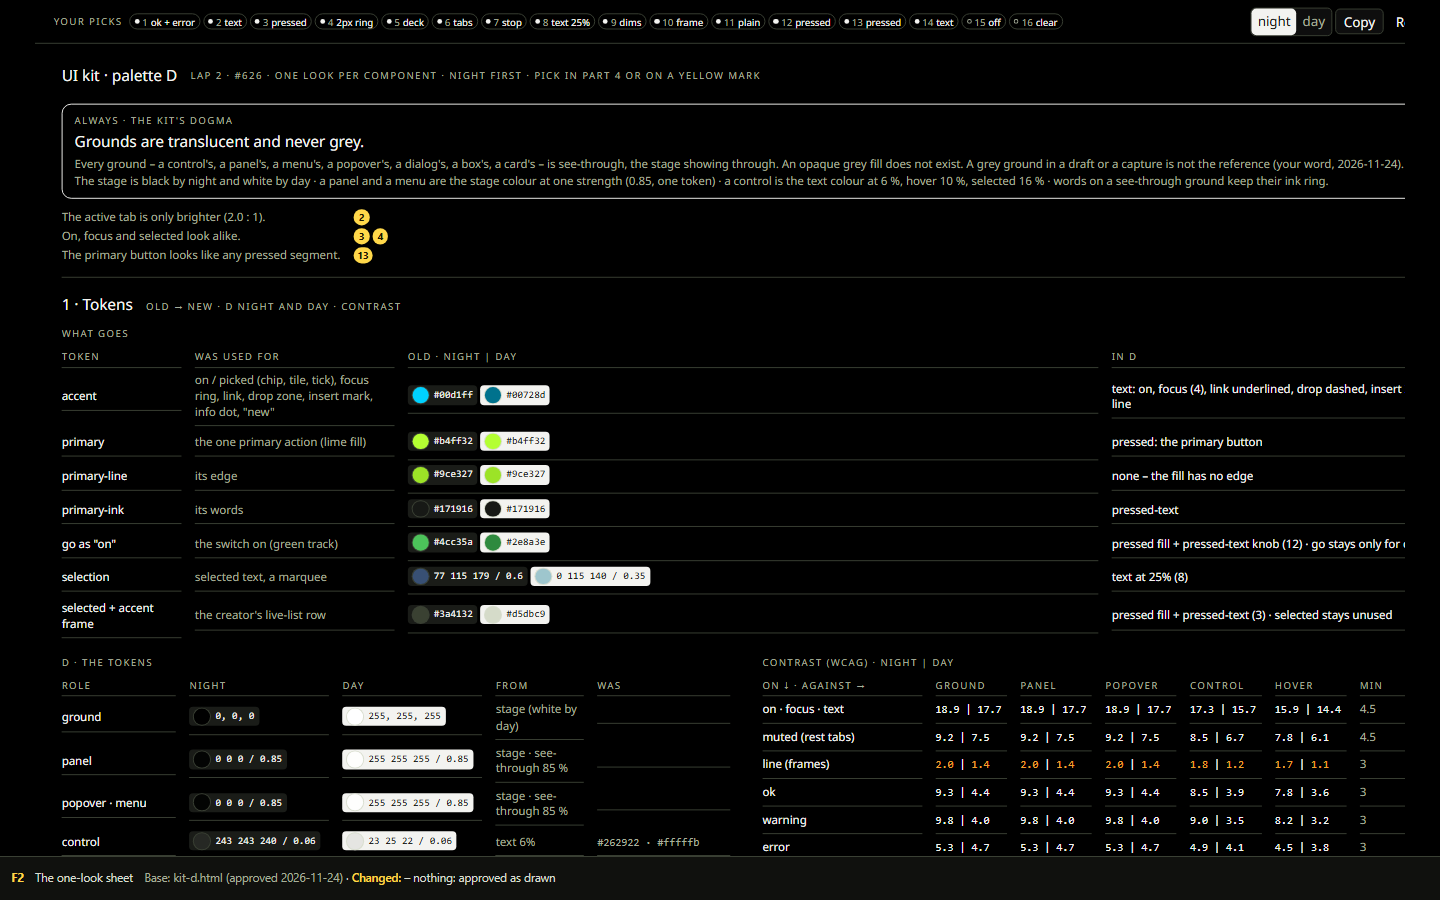 YOUR PICKS 1 ok + error 2 text 3 pressed 4 2px ring 5 deck 6 tabs 7 stop 8 text 25% 9 dims 10 frame 11 plain 12 pressed 13 pressed 14 text 15 off 16 clear night day Copy
UI kit · palette D LAP 2 · #626 · ONE LOOK PER COMPONENT · NIGHT FIRST · PICK IN PART 4 OR ON A YELLOW MARK
ALWAYS · THE KIT'S DOGMA
Grounds are translucent and never grey.
Every ground – a control's, a panel's, a menu's, a popover's, a dialog's, a box's, a card's – is see-through, the stage showing through. An opaque grey fill does not exist. A grey ground in a draft or a capture is not the reference (your word, 2026-11-24).
The stage is black by night and white by day · a panel and a menu are the stage colour at one strength (0.85, one token) · a control is the text colour at 6 %, hover 10 %, selected 16 % · words on a see-through ground keep their ink ring.
The active tab is only brighter (2.0 : 1). 2
On, focus and selected look alike. 3 4
The primary button looks like any pressed segment. 13
1 · Tokens OLD → NEW · D NIGHT AND DAY · CONTRAST
WHAT GOES
TOKEN WAS USED FOR OLD · NIGHT | DAY IN D
accent on / picked (chip, tile, tick), focus ring, link, drop zone, insert mark, info dot, "new" #00d1ff #00728d text: on, focus (4), link underlined, drop dashed, insert line
primary the one primary action (lime fill) #b4ff32 #b4ff32 pressed: the primary button
primary-line its edge #9ce327 #9ce327 none – the fill has no edge
primary-ink its words #171916 #171916 pressed-text
go as "on" the switch on (green track) #4cc35a #2e8a3e pressed fill + pressed-text knob (12) · go stays only for
selection selected text, a marquee 77 115 179 / 0.6 0 115 140 / 0.35 text at 25% (8)
selected + accent frame the creator's live-list row #3a4132 #d5dbc9 pressed fill + pressed-text (3) · selected stays unused
D · THE TOKENS CONTRAST (WCAG) · NIGHT | DAY
ROLE NIGHT DAY FROM WAS ON ↓ · AGAINST → GROUND PANEL POPOVER CONTROL HOVER MIN
ground 0, 0, 0 255, 255, 255 stage (white by day)
panel 0 0 0 / 0.85 255 255 255 / 0.85 stage · see-through 85 %
popover · menu 0 0 0 / 0.85 255 255 255 / 0.85 stage · see-through 85 %
control 243 243 240 / 0.06 23 25 22 / 0.06 text 6% #262922 · #fffffb
on · focus · text 18.9 | 17.7 18.9 | 17.7 18.9 | 17.7 17.3 | 15.7 15.9 | 14.4 4.5
muted (rest tabs) 9.2 | 7.5 9.2 | 7.5 9.2 | 7.5 8.5 | 6.7 7.8 | 6.1 4.5
line (frames) 2.0 | 1.4 2.0 | 1.4 2.0 | 1.4 1.8 | 1.2 1.7 | 1.1 3
ok 9.3 | 4.4 9.3 | 4.4 9.3 | 4.4 8.5 | 3.9 7.8 | 3.6 3
warning 9.8 | 4.0 9.8 | 4.0 9.8 | 4.0 9.0 | 3.5 8.2 | 3.2 3
error 5.3 | 4.7 5.3 | 4.7 5.3 | 4.7 4.9 | 4.1 4.5 | 3.8 3
F2 The one-look sheet Base: kit-d.html (approved 2026-11-24) · Changed: – nothing: approved as drawn